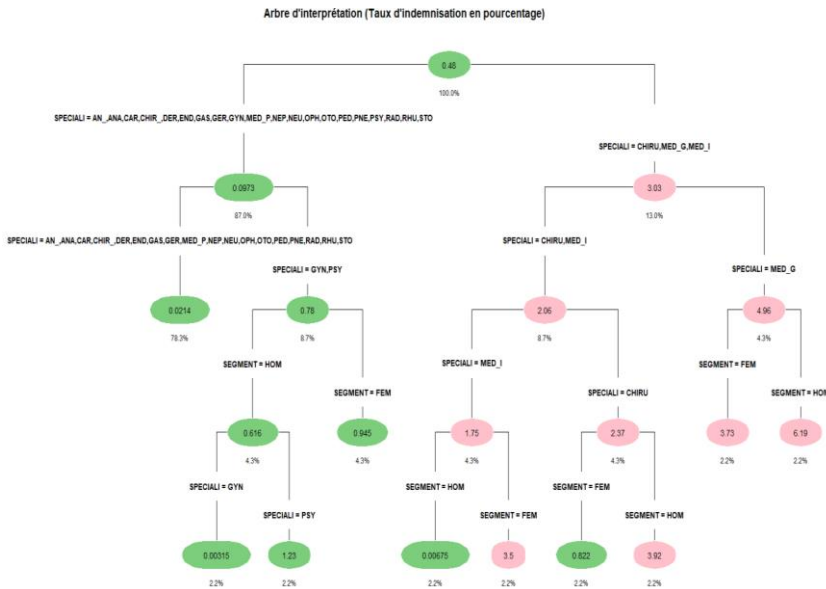 Arbre d'interprétation (Taux d'indemnisation en pourcentage)
0.48
100.0%
SPECIALI = AN_,ANA,CAR,CHIR_,DER,END,GAS,GER,GYN,MED_P,NEP,NEU,OPH,OTO,PED,PNE,PSY,RAD,RHU,STO
SPECIALI = CHIRU,MED_G,MED_I
0.0973
3.03
87.0%
13.0%
SPECIALI = AN_,ANA,CAR,CHIR_,DER,END,GAS,GER,MED_P,NEP,NEU,OPH,OTO,PED,PNE,RAD,RHU,STO
SPECIALI = CHIRU,MED_I
SPECIALI = GYN,PSY
SPECIALI = MED_G
0.0214
0.78
2.06
4.96
78.3%
8.7%
8.7%
4.3%
SEGMENT = HOM
SPECIALI = MED_I
SEGMENT = FEM
SEGMENT = FEM
SPECIALI = CHIRU
SEGMENT = HOM
0.616
0.945
1.75
2.37
3.73
6.19
4.3%
4.3%
4.3%
4.3%
2.2%
2.2%
SPECIALI = GYN
SEGMENT = HOM
SEGMENT = FEM
SPECIALI = PSY
SEGMENT = FEM
SEGMENT = HOM
0.00315
1.23
0.00675
3.5
0.822
3.92
2.2%
2.2%
2.2%
2.2%
2.2%
2.2%